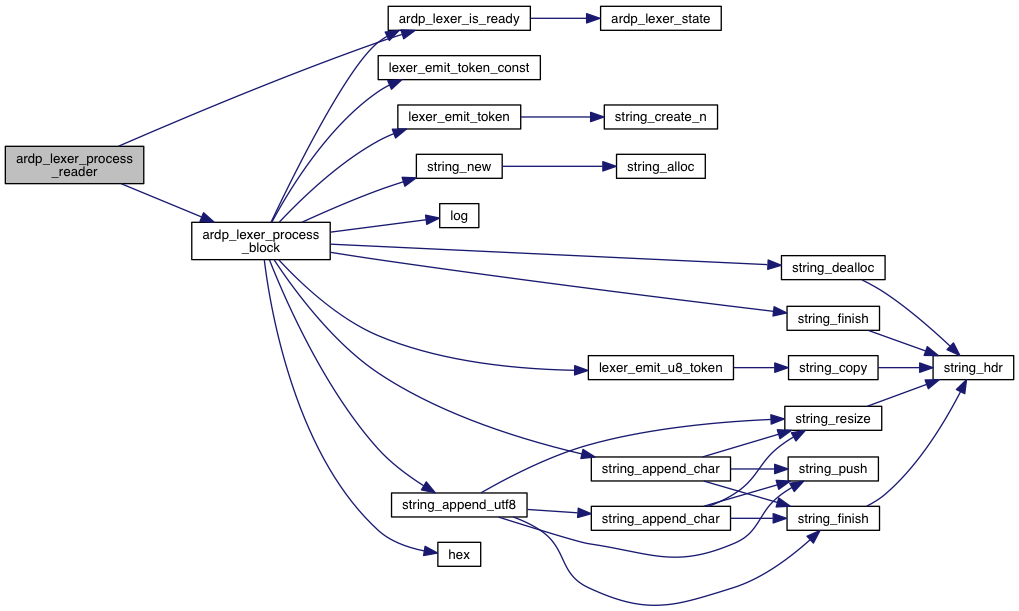 ardp_lexer_is_ready
ardp_lexer_state
lexer_emit_token_const
lexer_emit_token
string_create_n
ardp_lexer_process
_reader
string_new
string_alloc
log
ardp_lexer_process
_block
string_dealloc
string_finish
lexer_emit_u8_token
string_copy
string_hdr
string_resize
string_append_char
string_push
string_append_utf8
string_append_char
string_finish
hex